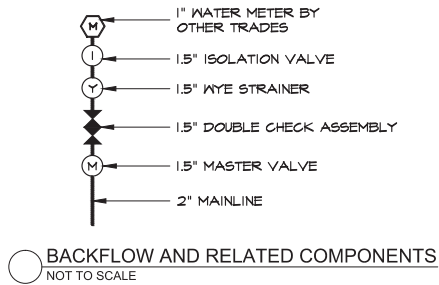 M
1" WATER METER BY
OTHER TRADES
I
1.5" ISOLATION VALVE
Y
1.5" WYE STRAINER
1.5" DOUBLE CHECK ASSEMBLY
M
1.5" MASTER VALVE
2" MAINLINE
BACKFLOW AND RELATED COMPONENTS
NOT TO SCALE